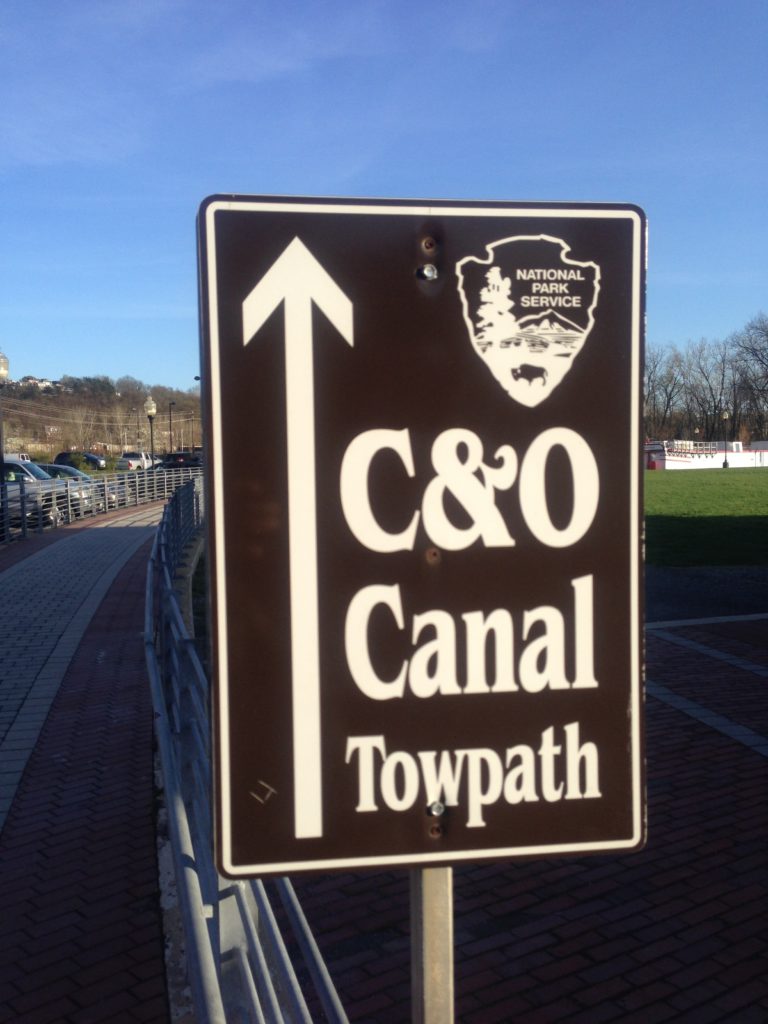 NATIONAL
PARK
SERVICE
C&O
Canal
Towpath